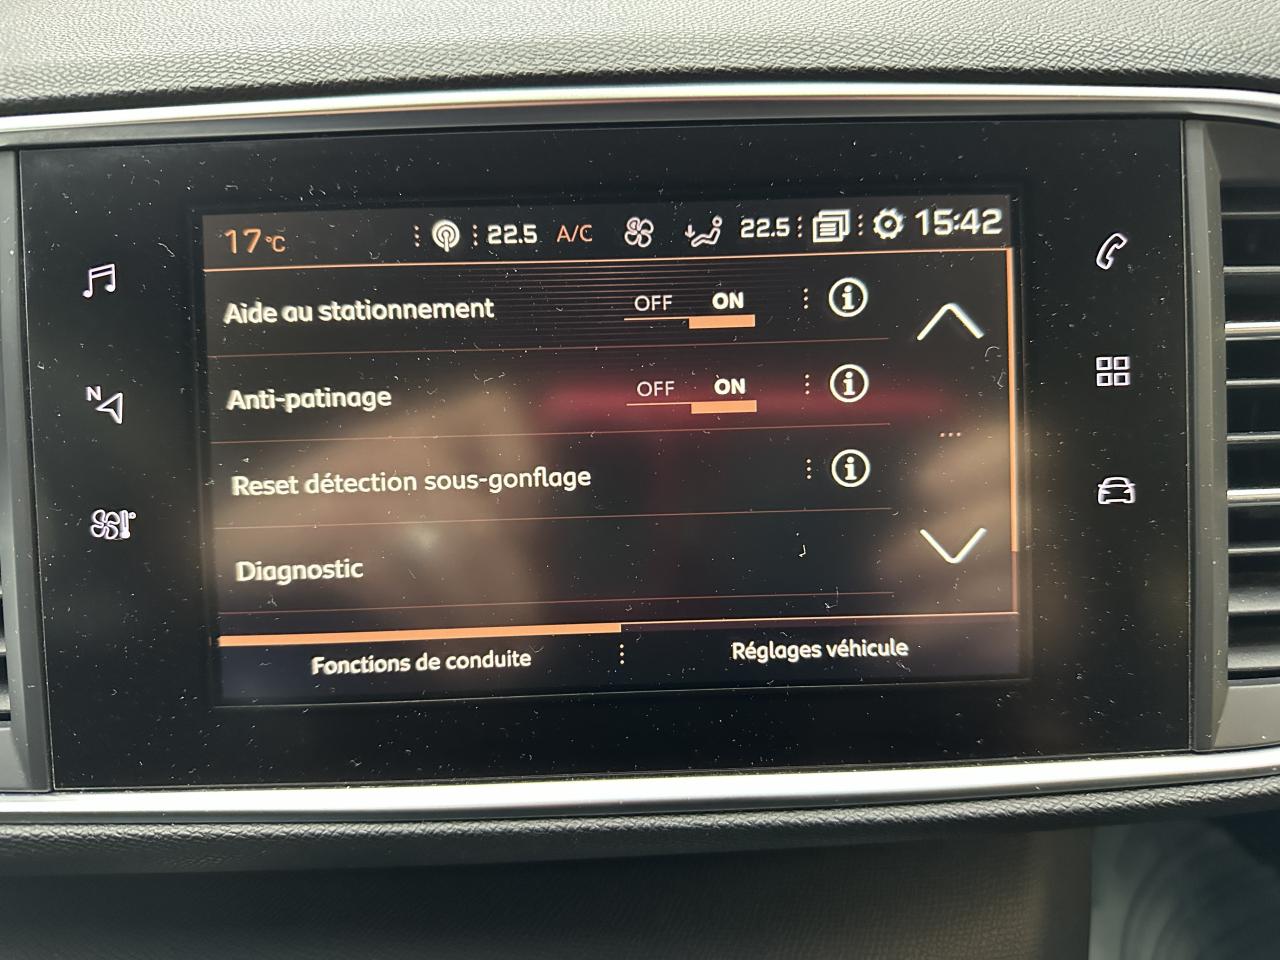 17°C 22.5 A/C 22.5 15:42
Aide au stationnement OFF ON
Anti-patinage OFF ON
Reset détection sous-gonflage
Diagnostic
Fonctions de conduite Réglages véhicule
N